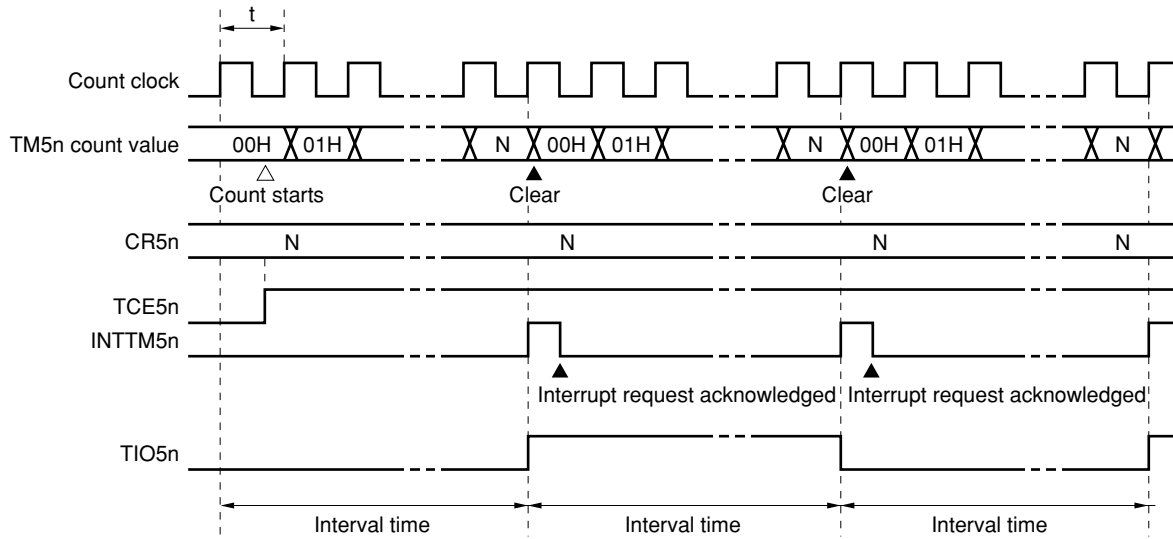 t
Count clock
TM5n count value 00H 01H N 00H 01H N 00H 01H N
Count starts Clear Clear
CR5n N N N N
TCE5n
INTTM5n
Interrupt request acknowledged Interrupt request acknowledged
TIO5n
Interval time Interval time Interval time